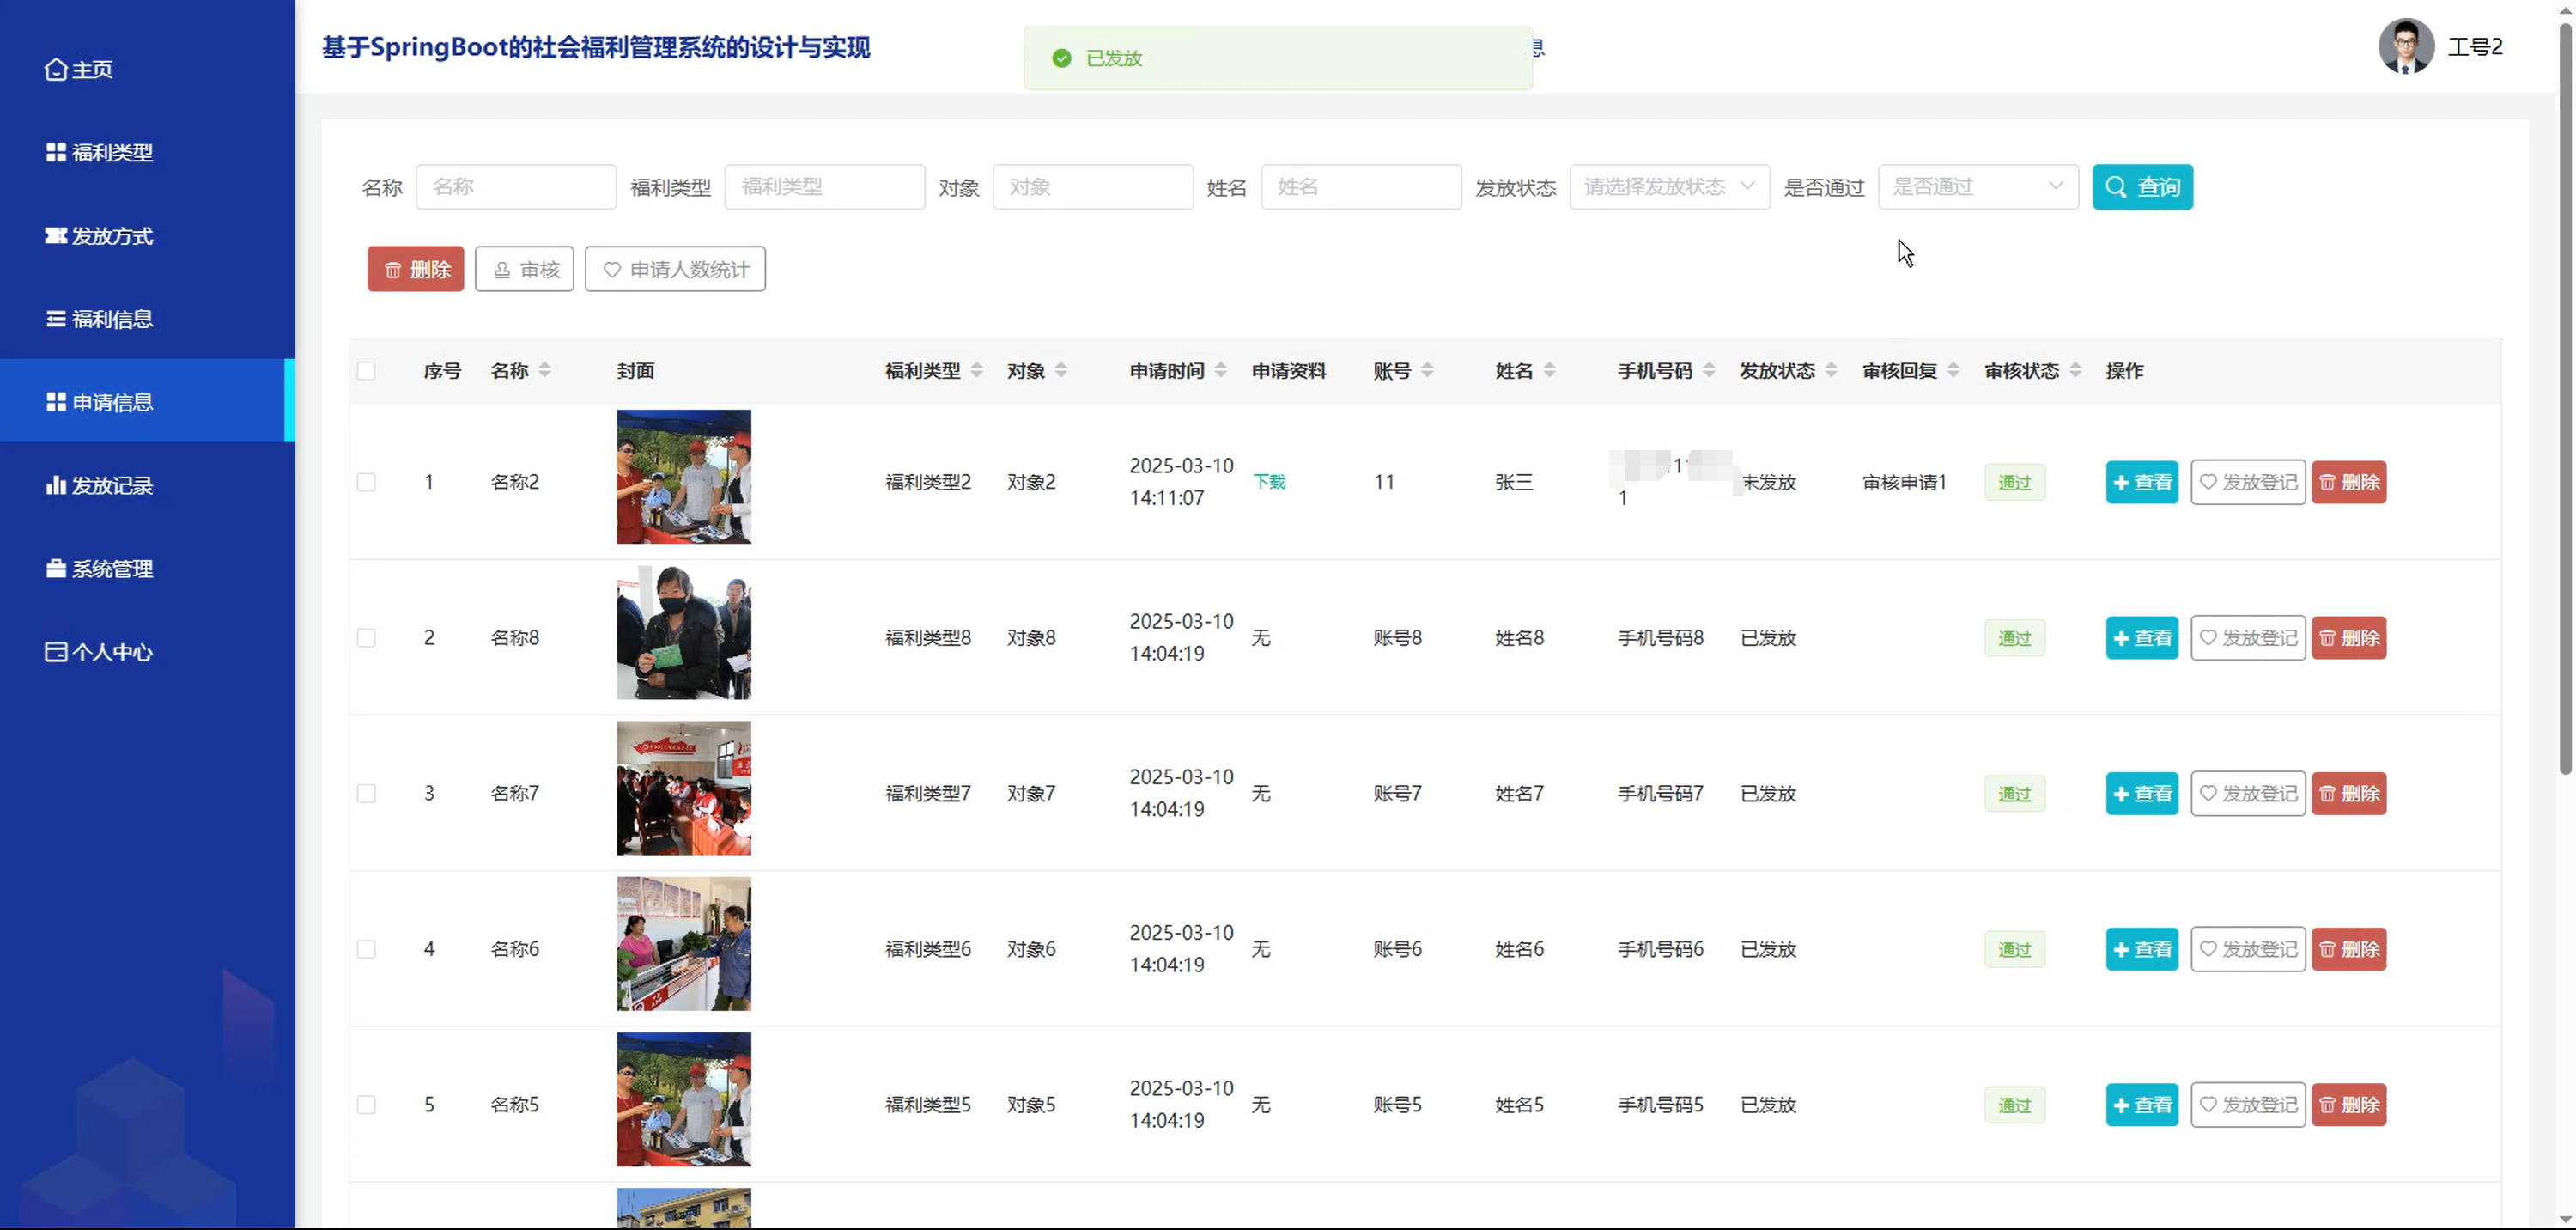 基于SpringBoot的社会福利管理系统的设计与实现
已发放
息
工号2
主页
福利类型
发放方式
福利信息
申请信息
发放记录
系统管理
个人中心
名称 名称 福利类型 福利类型 对象 对象 姓名 姓名 发放状态 请选择发放状态 是否通过 是否通过 查询
删除 审核 申请人数统计
序号 名称 封面 福利类型 对象 申请时间 申请资料 账号 姓名 手机号码 发放状态 审核回复 审核状态 操作
1 名称2 福利类型2 对象2 2025-03-10 14:11:07 下载 11 张三 1 未发放 审核申请1 通过 查看 发放登记 删除
2 名称8 福利类型8 对象8 2025-03-10 14:04:19 无 账号8 姓名8 手机号码8 已发放 通过 查看 发放登记 删除
3 名称7 福利类型7 对象7 2025-03-10 14:04:19 无 账号7 姓名7 手机号码7 已发放 通过 查看 发放登记 删除
4 名称6 福利类型6 对象6 2025-03-10 14:04:19 无 账号6 姓名6 手机号码6 已发放 通过 查看 发放登记 删除
5 名称5 福利类型5 对象5 2025-03-10 14:04:19 无 账号5 姓名5 手机号码5 已发放 通过 查看 发放登记 删除